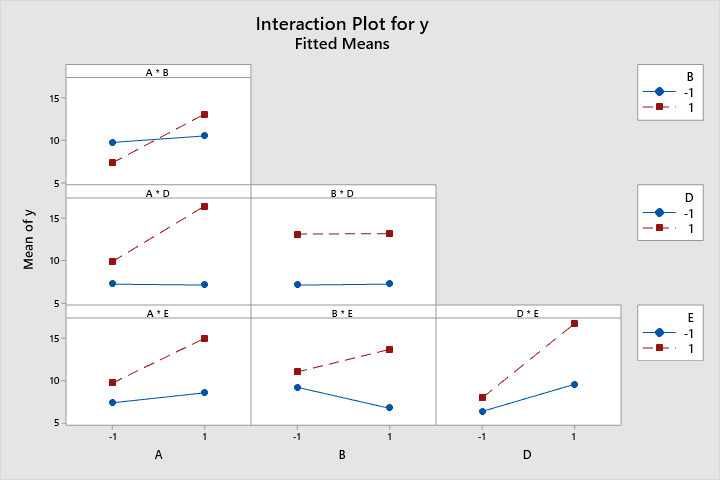 Interaction Plot for y
Fitted Means
A * B
B
-1
1
15
10
5
A * D
B * D
D
-1
1
15
10
5
Mean of y
A * E
B * E
D * E
E
-1
1
15
10
5
-1 1 -1 1 -1 1
A B D